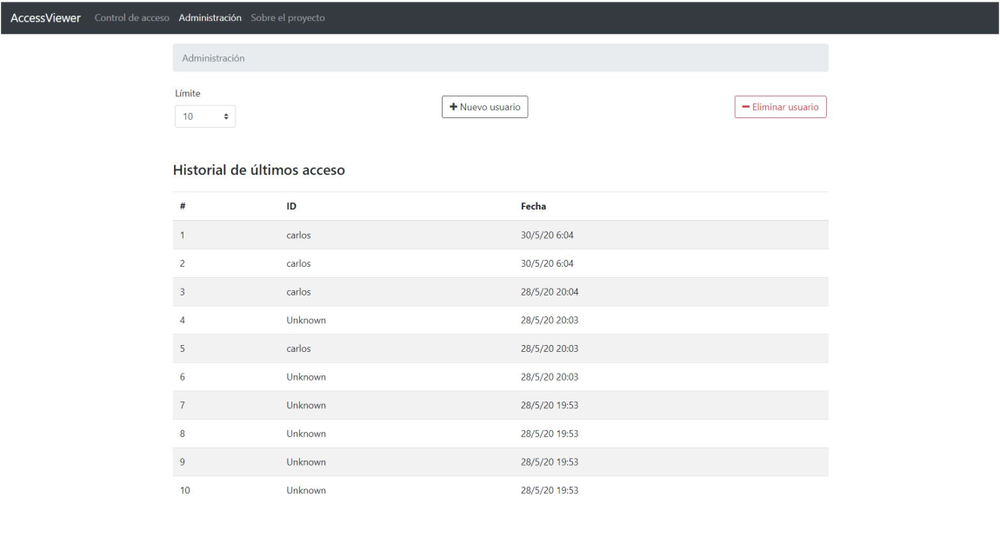 AccessViewer Control de acceso Administración Sobre el proyecto
Administración
Límite
10
Nuevo usuario
Eliminar usuario
Historial de últimos acceso
# ID Fecha
1 carlos 30/5/20 6:04
2 carlos 30/5/20 6:04
3 carlos 28/5/20 20:04
4 Unknown 28/5/20 20:03
5 carlos 28/5/20 20:03
6 Unknown 28/5/20 20:03
7 Unknown 28/5/20 19:53
8 Unknown 28/5/20 19:53
9 Unknown 28/5/20 19:53
10 Unknown 28/5/20 19:53